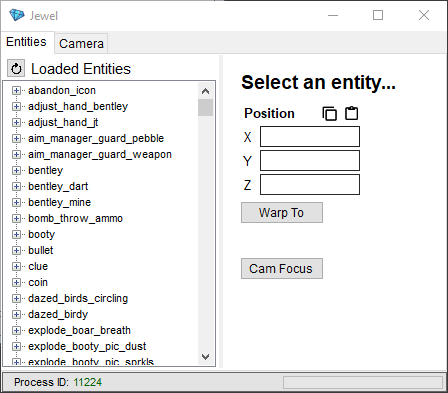 Jewel
Entities
Camera
Loaded Entities
abandon_icon
adjust_hand_bentley
adjust_hand_jt
aim_manager_guard_pebble
aim_manager_guard_weapon
bentley
bentley_dart
bentley_mine
bomb_throw_ammo
booty
bullet
clue
coin
dazed_birds_circling
dazed_birdy
explode_boar_breath
explode_booty_pic_dust
explode_booty_pic_sprkls
Select an entity...
Position
X
Y
Z
Warp To
Cam Focus
Process ID: 11224